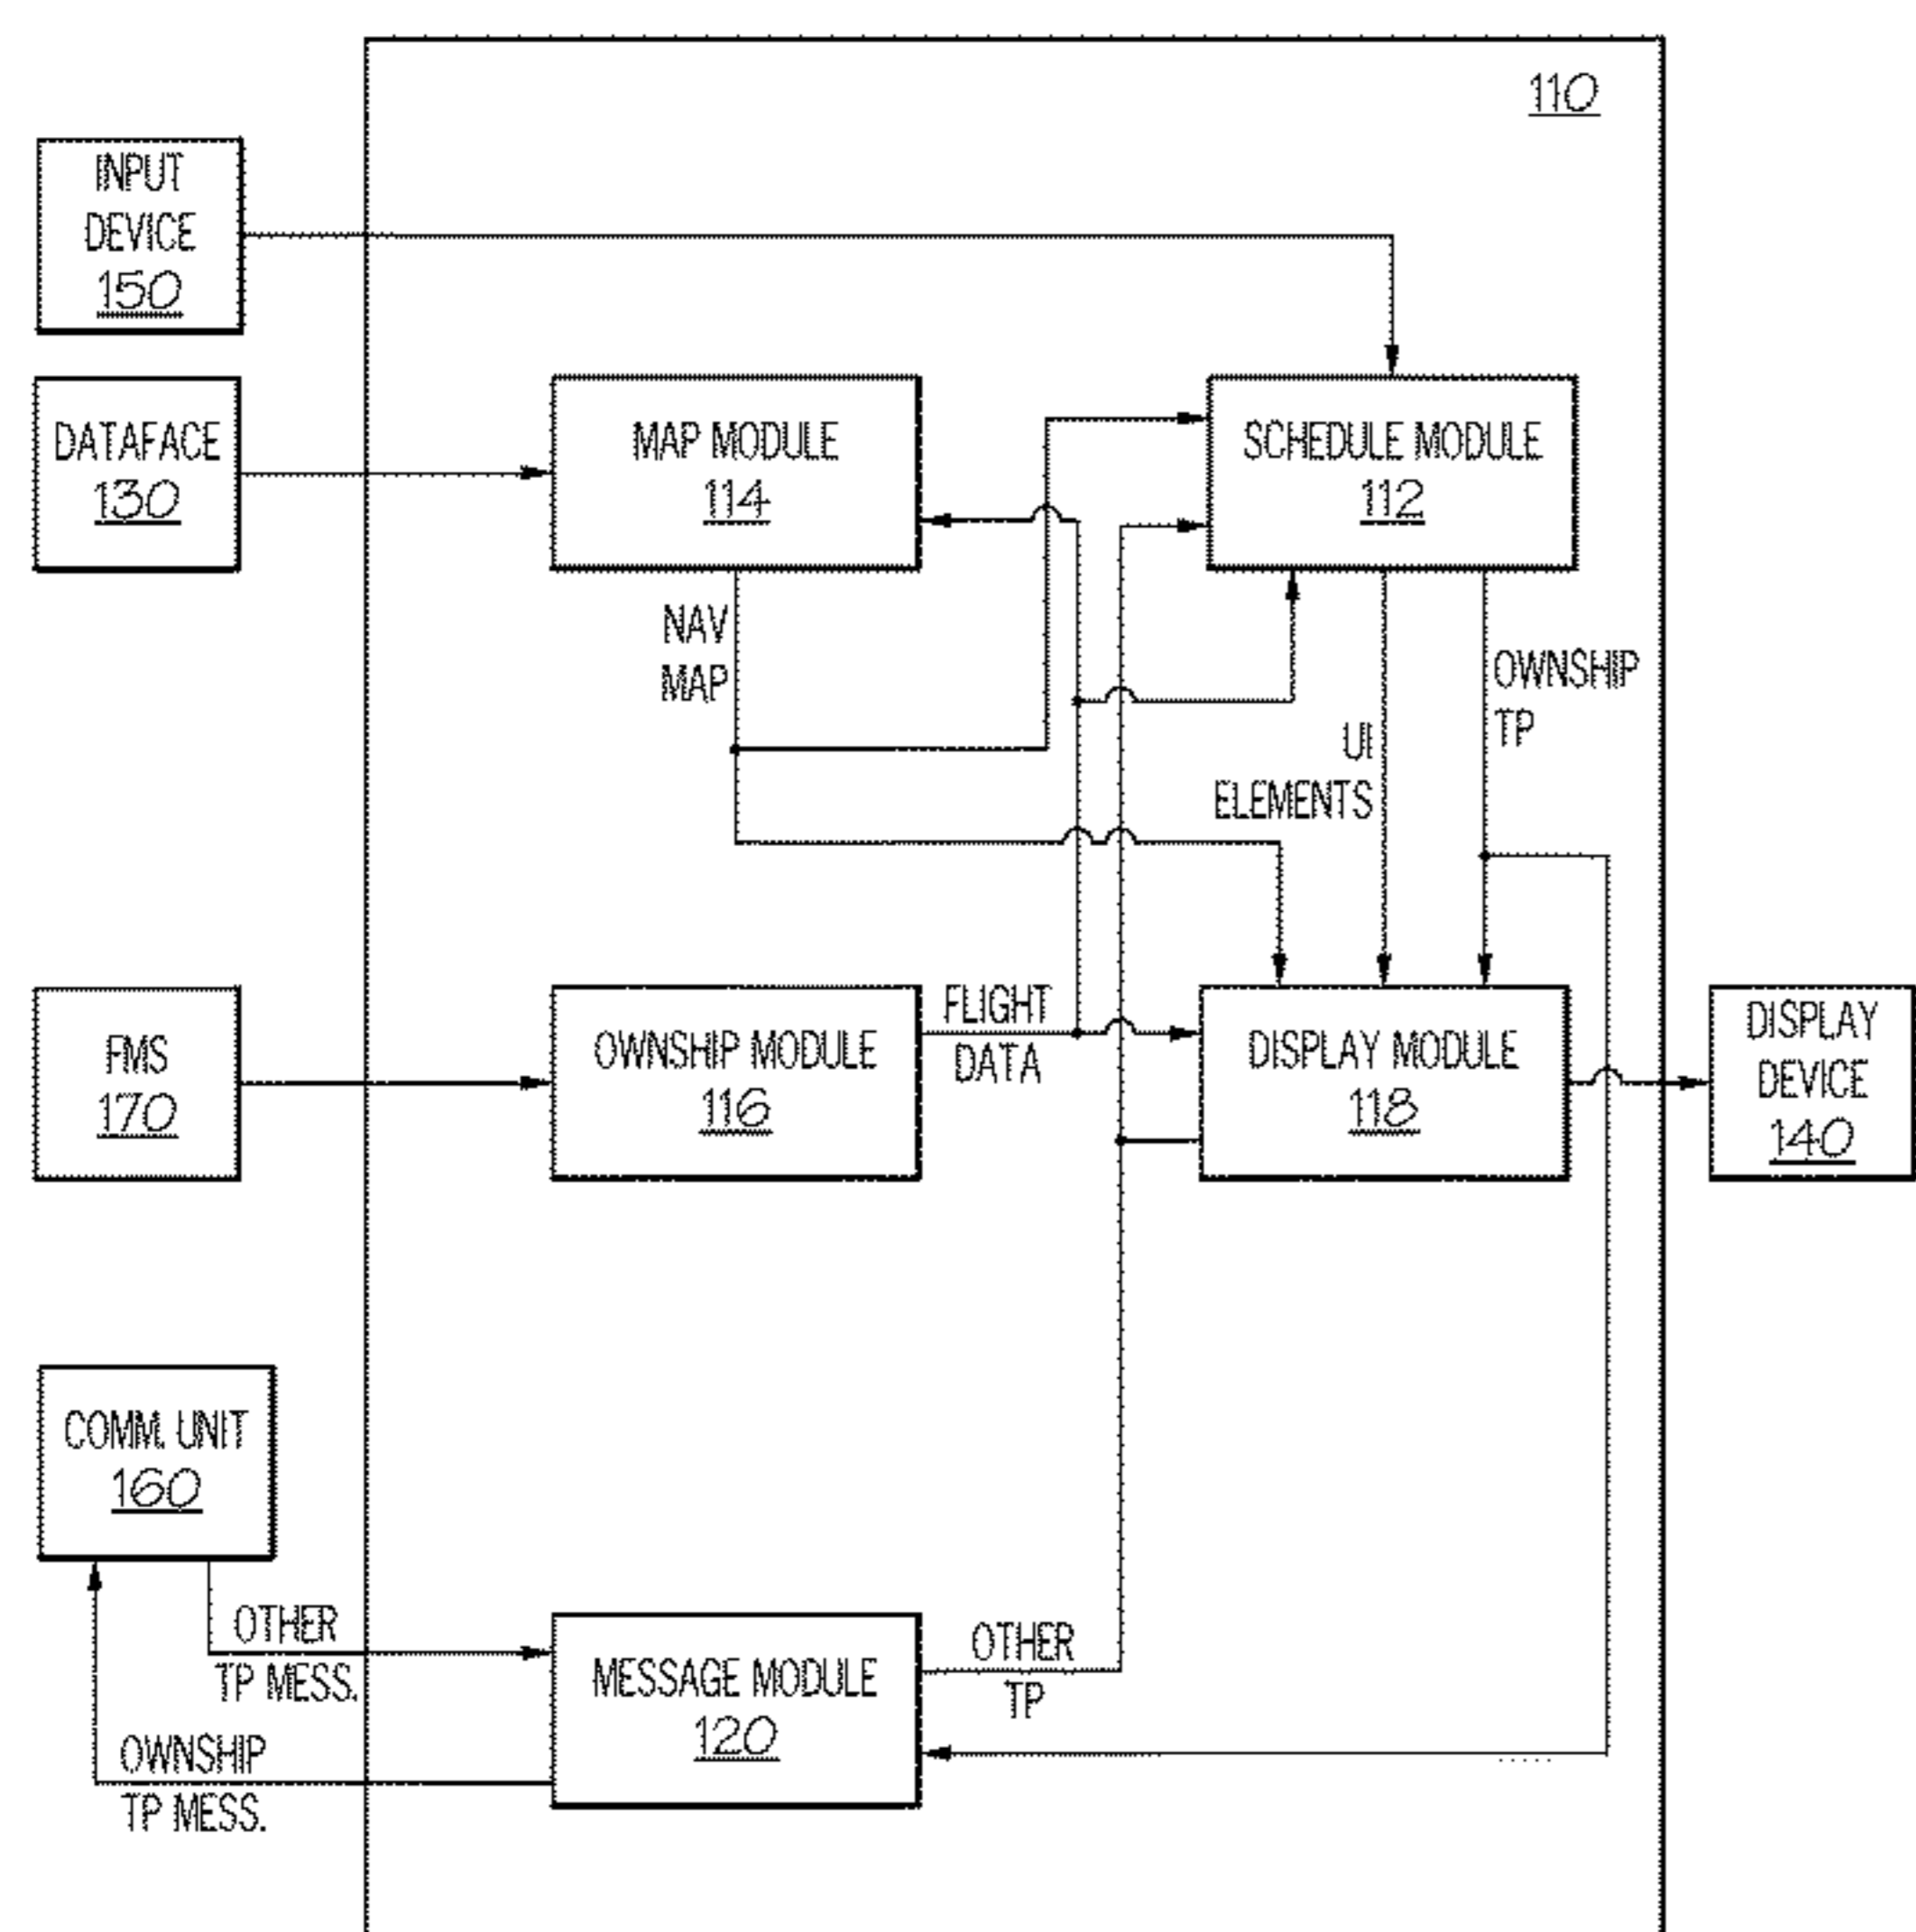 110
INPUT
DEVICE
150
DATAFACE
130
MAP MODULE
114
SCHEDULE MODULE
112
NAV
MAP
OWNSHIP
TP
UI
ELEMENTS
FMS
170
OWNSHIP MODULE
116
FLIGHT
DATA
DISPLAY MODULE
118
DISPLAY
DEVICE
140
COMM. UNIT
160
OTHER
TP MESS.
OWNSHIP
TP MESS.
MESSAGE MODULE
120
OTHER
TP